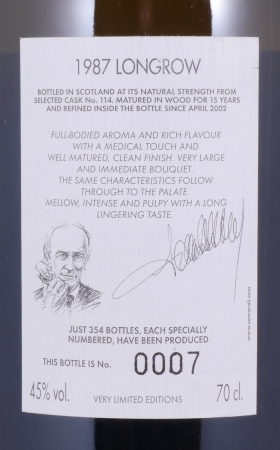 1987 LONGROW
BOTTLED IN SCOTLAND AT ITS NATURAL STRENGTH FROM
SELECTED CASK No. 114. MATURED IN WOOD FOR 15 YEARS
AND REFINED INSIDE THE BOTTLE SINCE APRIL 2002
FULL-BODIED AROMA AND RICH FLAVOUR
WITH A MEDICAL TOUCH AND
WELL MATURED, CLEAN FINISH. VERY LARGE
AND IMMEDIATE BOUQUET.
THE SAME CHARACTERISTICS FOLLOW
THROUGH TO THE PALATE.
MELLOW, INTENSE AND PULPY WITH A LONG
LINGERING TASTE.
JUST 354 BOTTLES, EACH SPECIALLY
NUMBERED, HAVE BEEN PRODUCED
THIS BOTTLE IS No. 0007
45% vol. VERY LIMITED EDITIONS 70 cl.